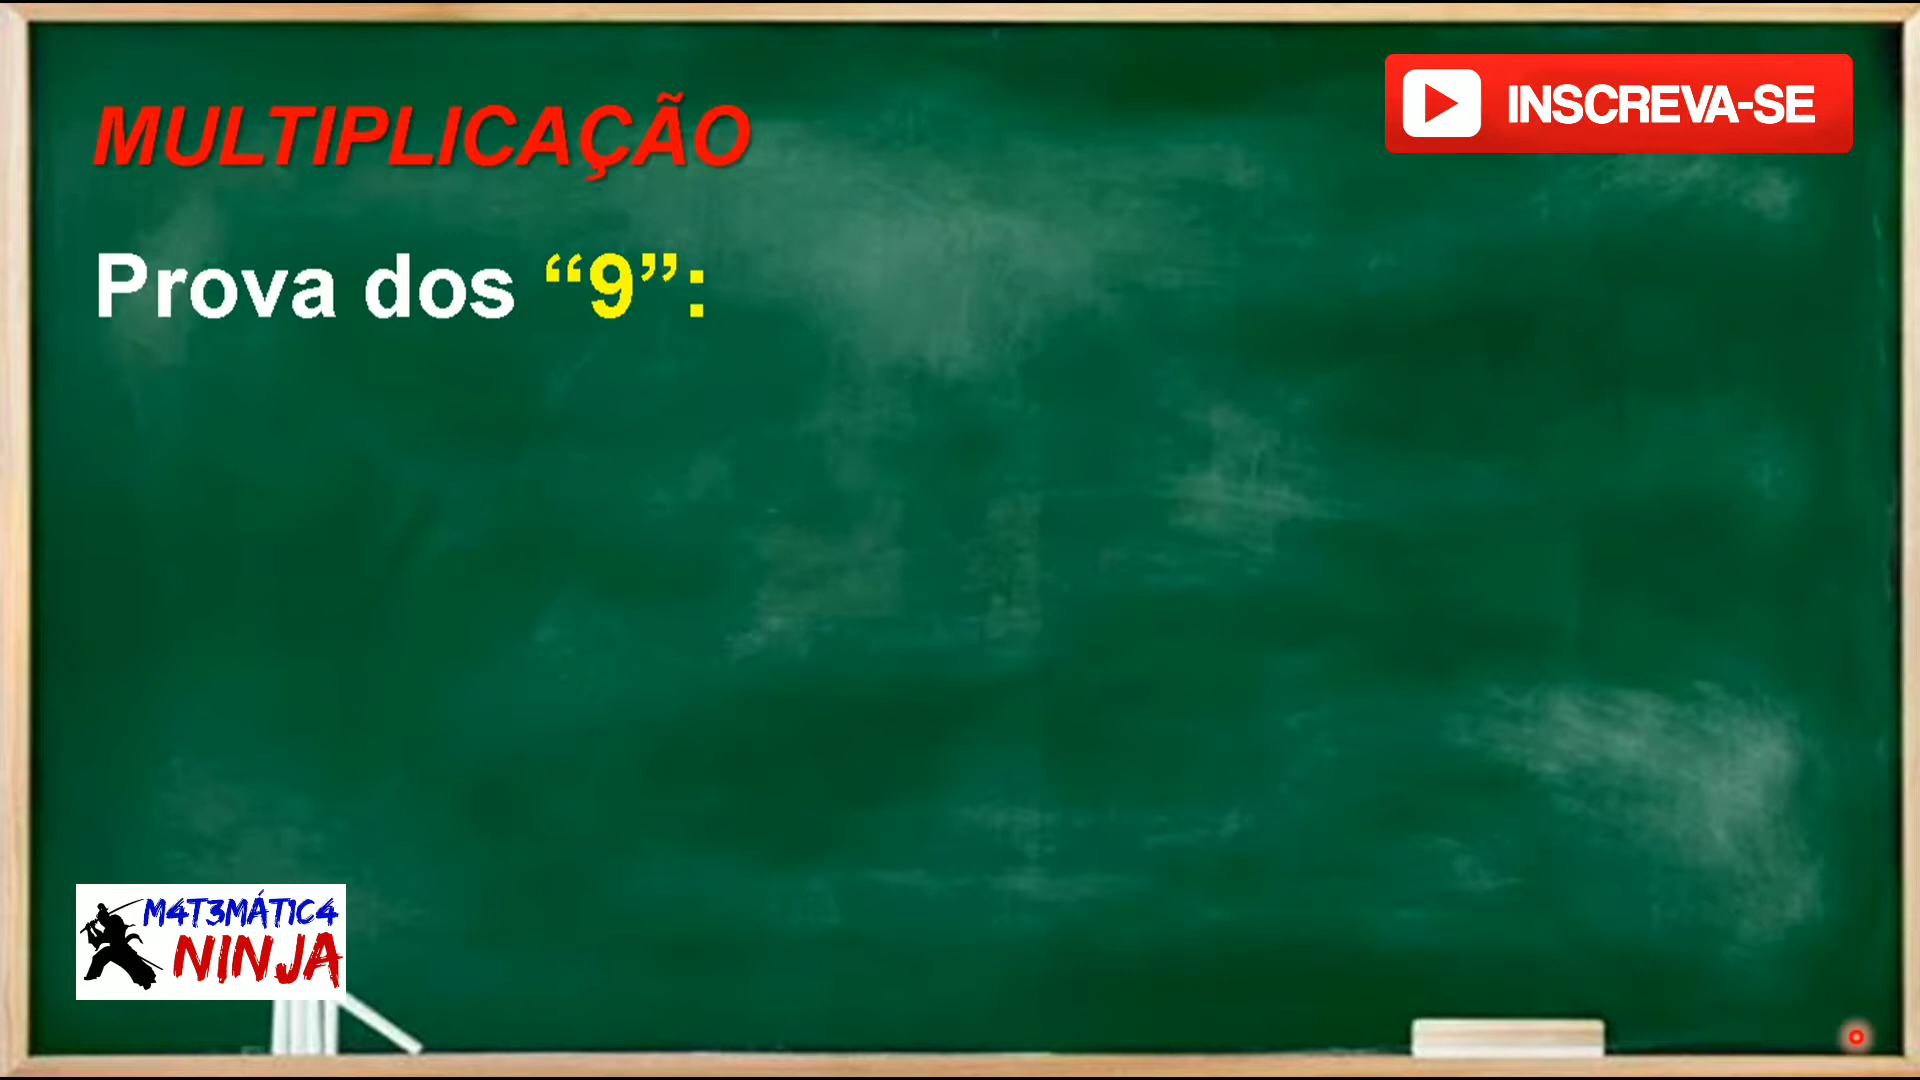 MULTIPLICAÇÃO
INSCREVA-SE
Prova dos “9”:
M4T3MÁTIC4
NINJA